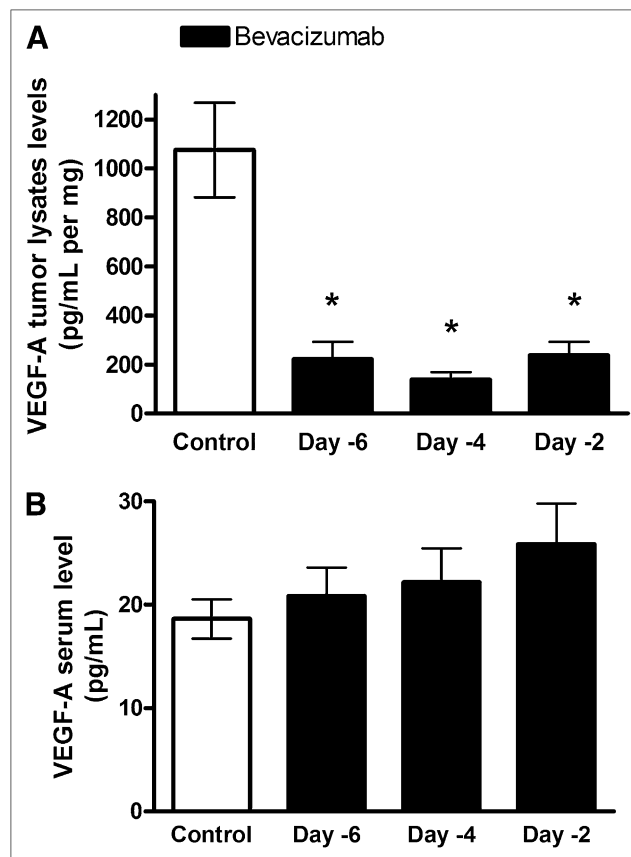 A
Bevacizumab
VEGF-A tumor lysates levels
(pg/mL per mg)
1200
1000
800
600
400
200
0
*
*
*
Control Day -6 Day -4 Day -2
B
VEGF-A serum level
(pg/mL)
30
20
10
0
Control Day -6 Day -4 Day -2